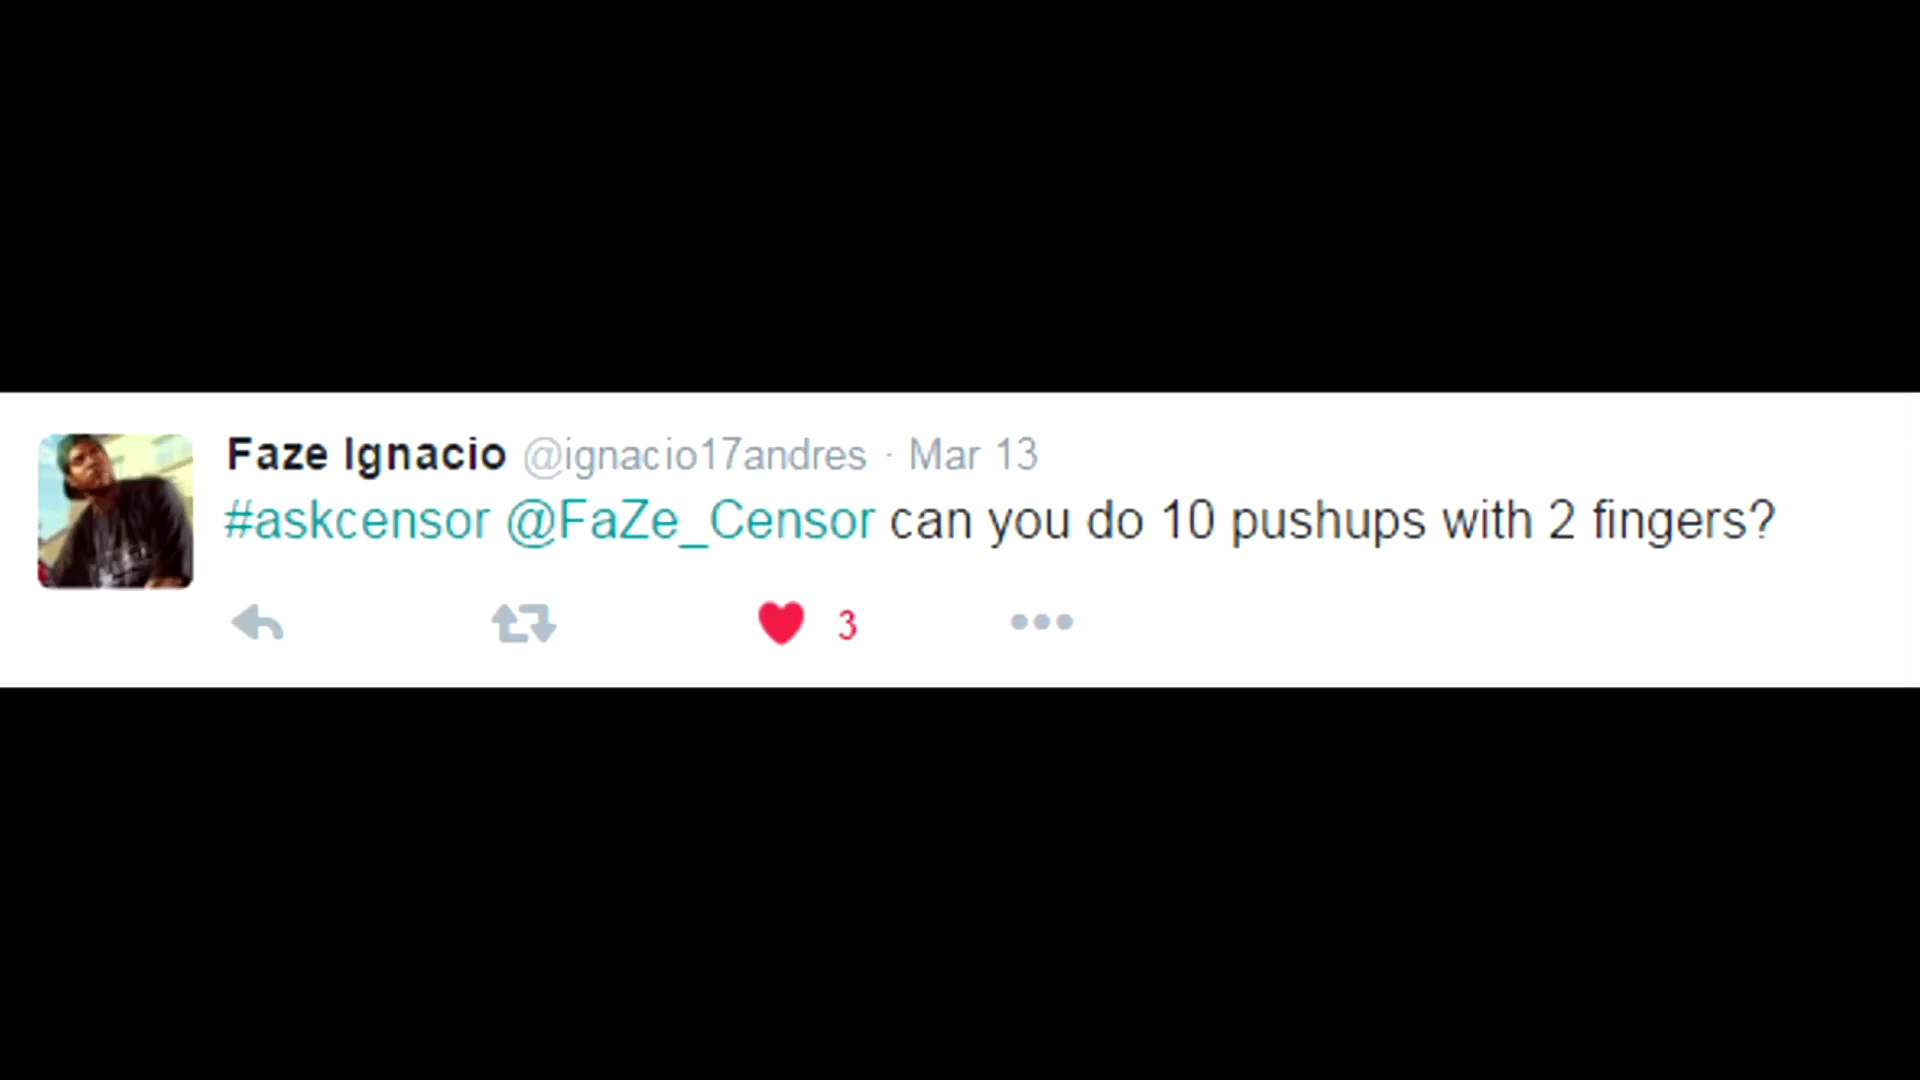 Faze Ignacio @ignacio17andres · Mar 13
#askcensor @FaZe_Censor can you do 10 pushups with 2 fingers?
3